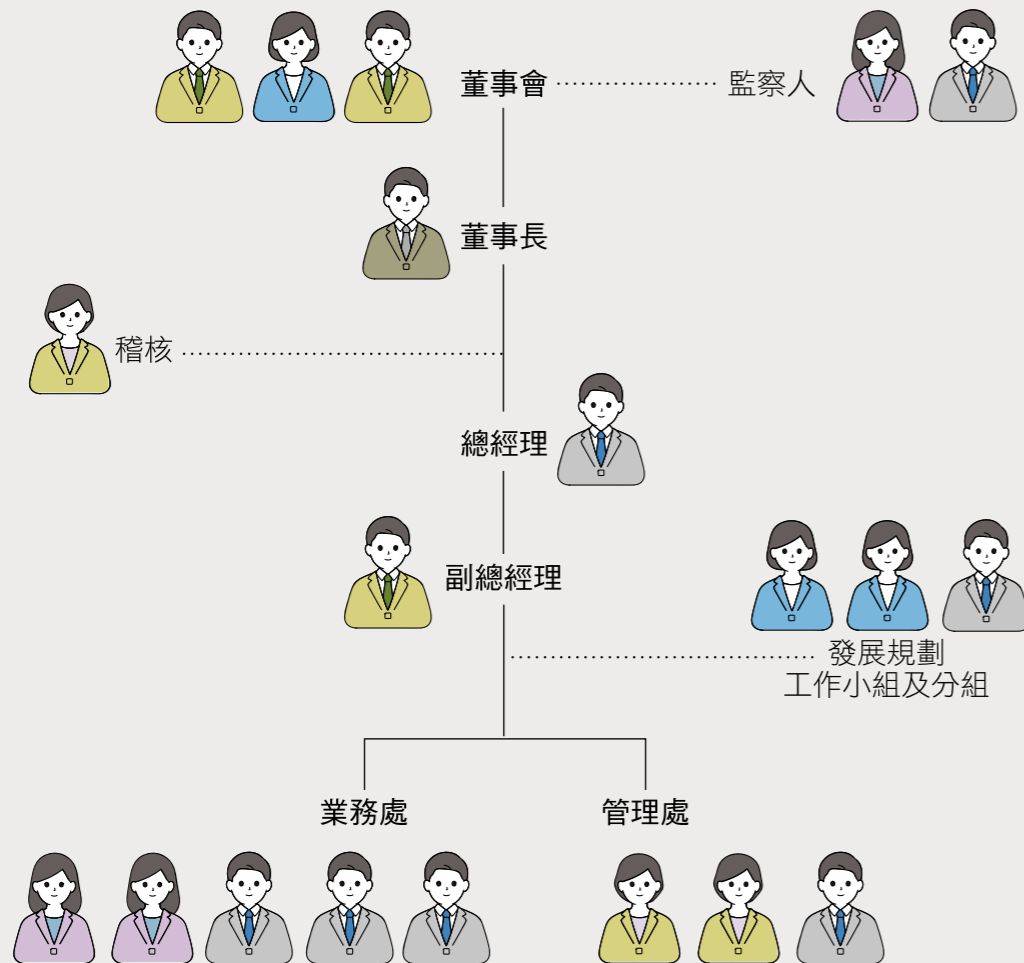 董事會
監察人
董事長
稽核
總經理
副總經理
發展規劃
工作小組及分組
業務處
管理處